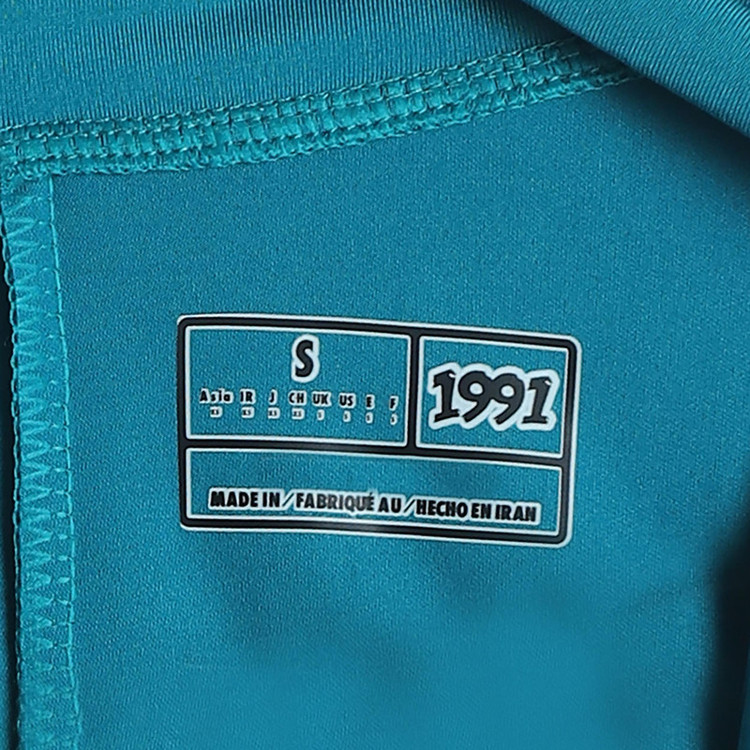 S
Asia IR J CH UK US E F
1991
MADE IN/FABRIQUÉ AU/HECHO EN IRAN